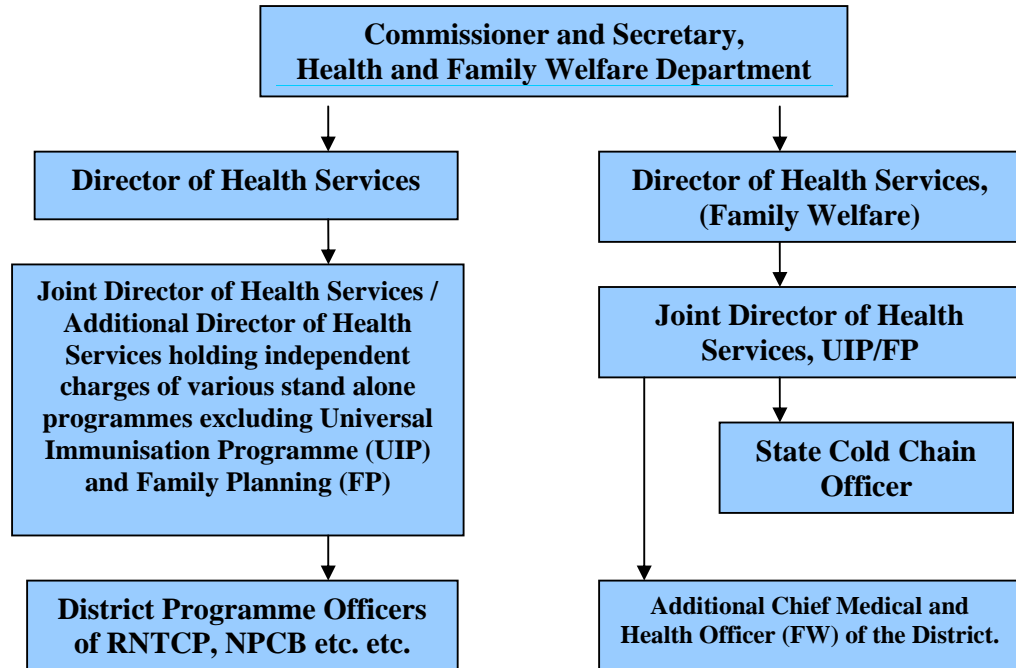 Commissioner and Secretary,
Health and Family Welfare Department
Director of Health Services
Director of Health Services,
(Family Welfare)
Joint Director of Health Services /
Additional Director of Health
Services holding independent
charges of various stand alone
programmes excluding Universal
Immunisation Programme (UIP)
and Family Planning (FP)
Joint Director of Health
Services, UIP/FP
State Cold Chain
Officer
District Programme Officers
of RNTCP, NPCB etc. etc.
Additional Chief Medical and
Health Officer (FW) of the District.